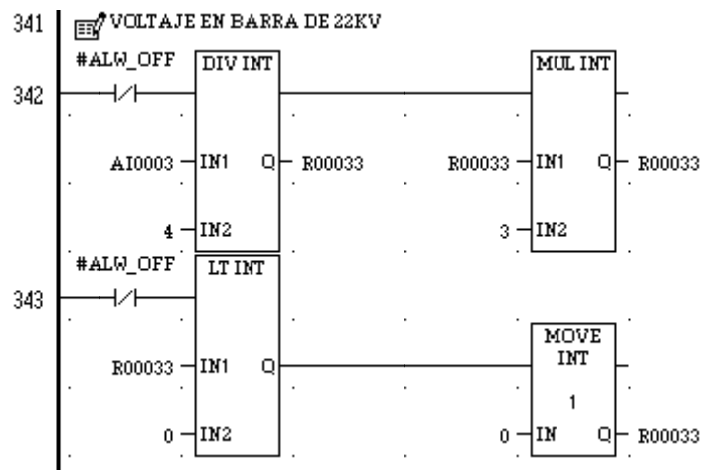 341 VOLTAJE EN BARRA DE 22KV
#ALW_OFF DIV INT MUL INT
342
AI0003 IN1 Q R00033 R00033 IN1 Q R00033
4 IN2 3 IN2
#ALW_OFF LT INT
343
MOVE
INT
R00033 IN1 Q
1
0 IN2 0 IN Q R00033